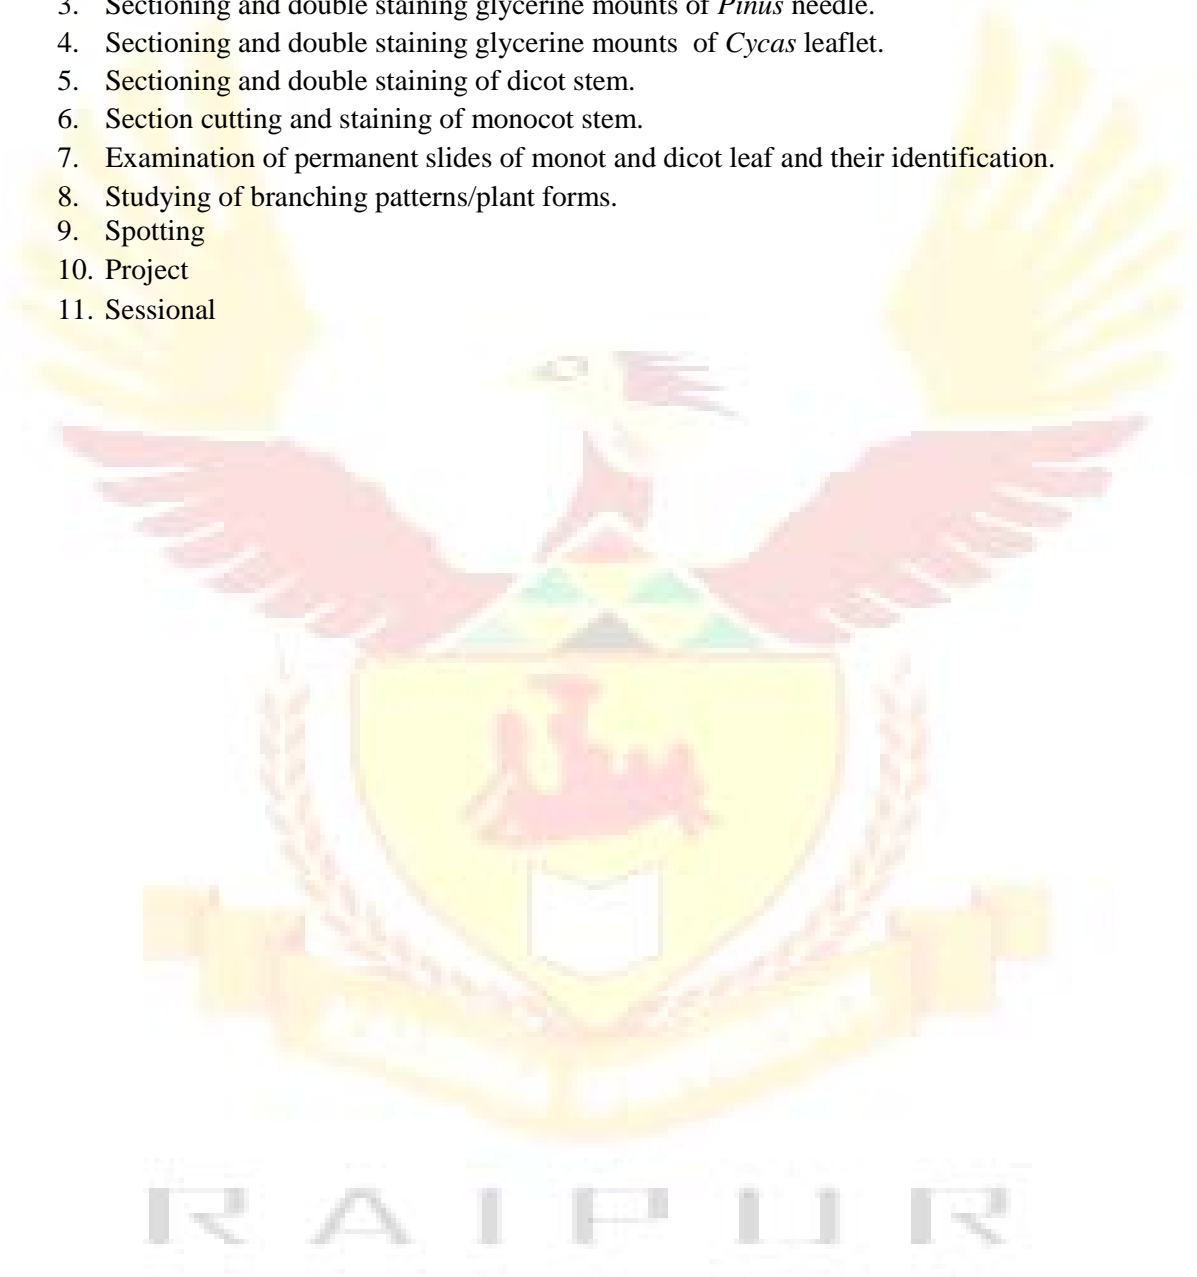 3. Sectioning and double staining glycerine mounts of Pinus needle.
4. Sectioning and double staining glycerine mounts  of Cycas leaflet.
5. Sectioning and double staining of dicot stem.
6. Section cutting and staining of monocot stem.
7. Examination of permanent slides of monot and dicot leaf and their identification.
8. Studying of branching patterns/plant forms.
9. Spotting
10. Project
11. Sessional
RAIPUR